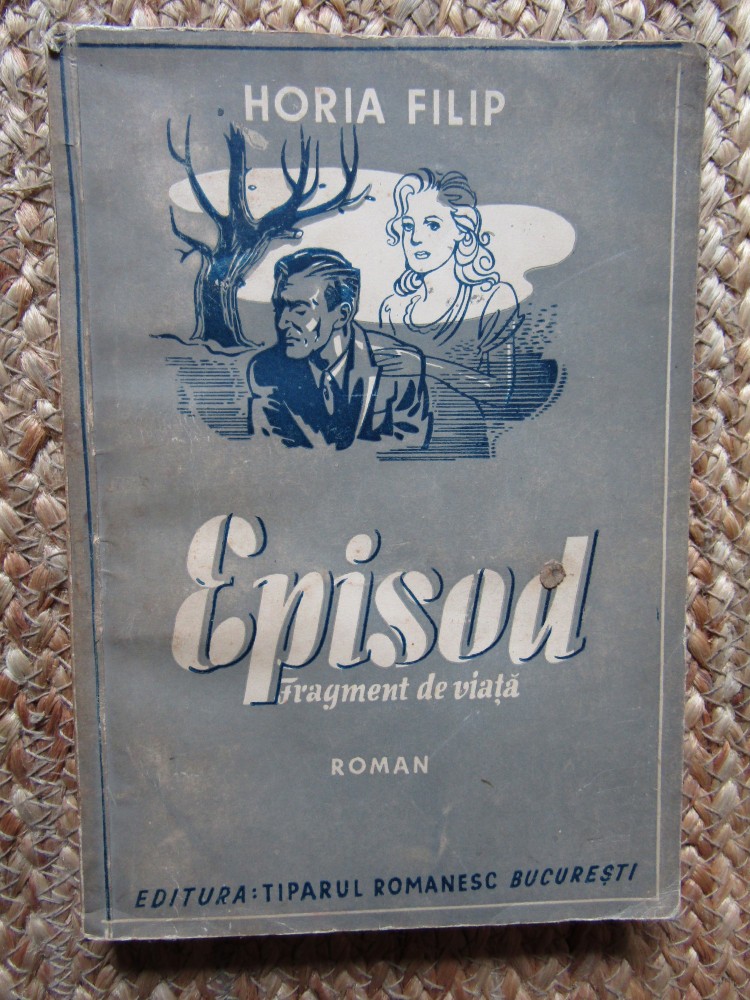 HORIA FILIP
Episod
Fragment de viață
ROMAN
EDITURA: TIPARUL ROMANESC BUCUREȘTI